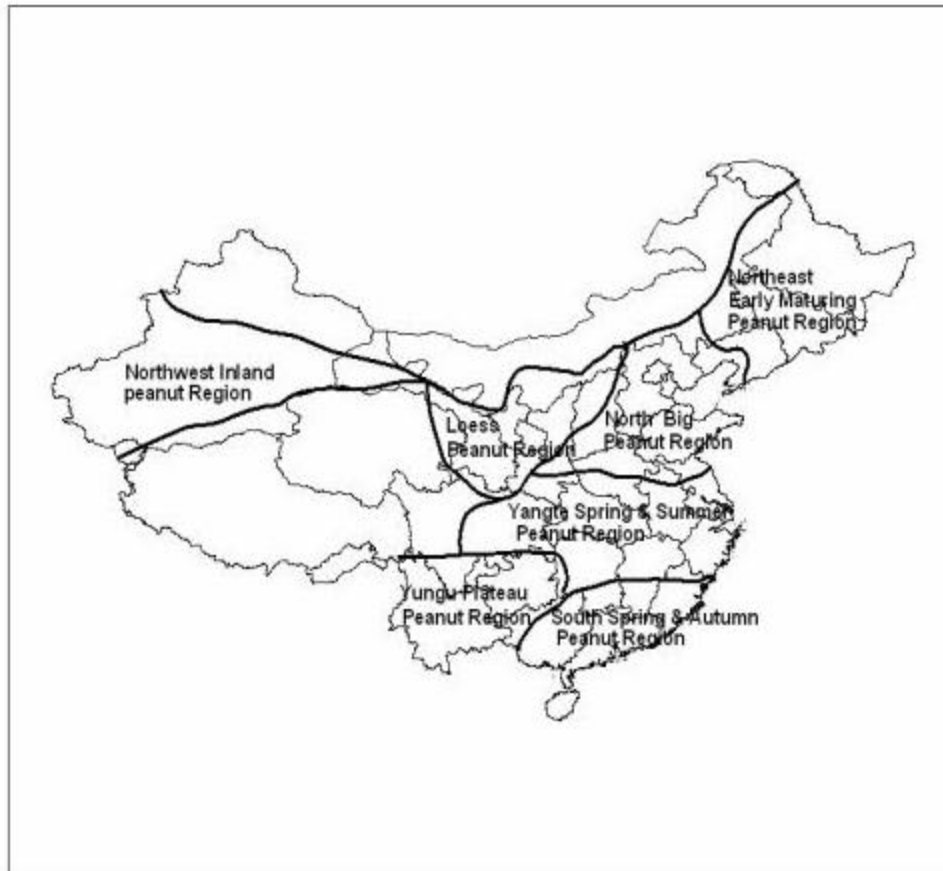 Northeast
Early Maturing
Peanut Region
Northwest Inland
peanut Region
Loess
Peanut Region
North Big
Peanut Region
Yangte Spring & Summer
Peanut Region
Yungu Plateau
Peanut Region
South Spring & Autumn
Peanut Region